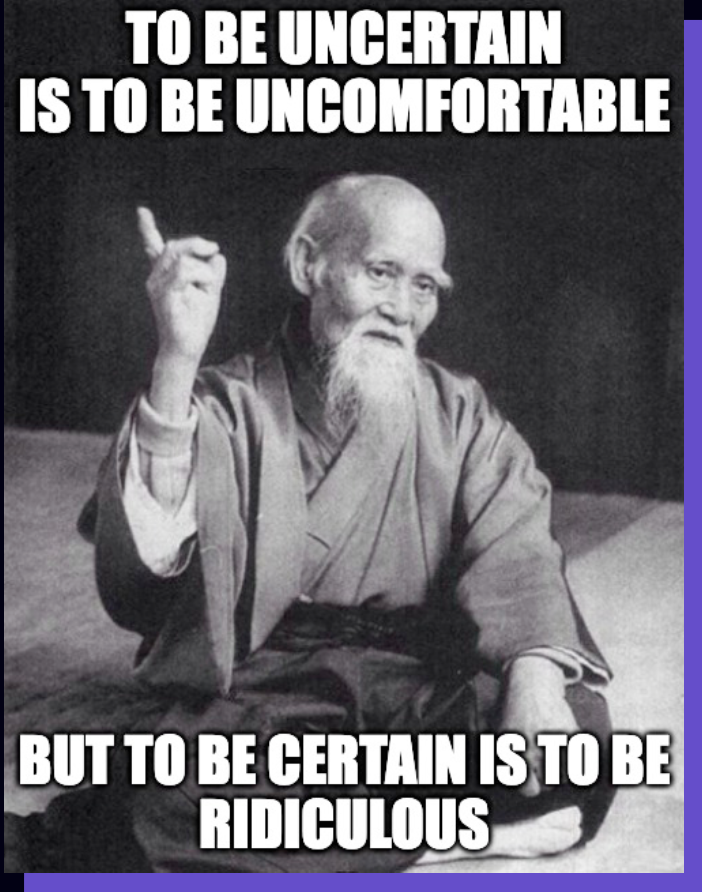 TO BE UNCERTAIN
IS TO BE UNCOMFORTABLE
BUT TO BE CERTAIN IS TO BE
RIDICULOUS